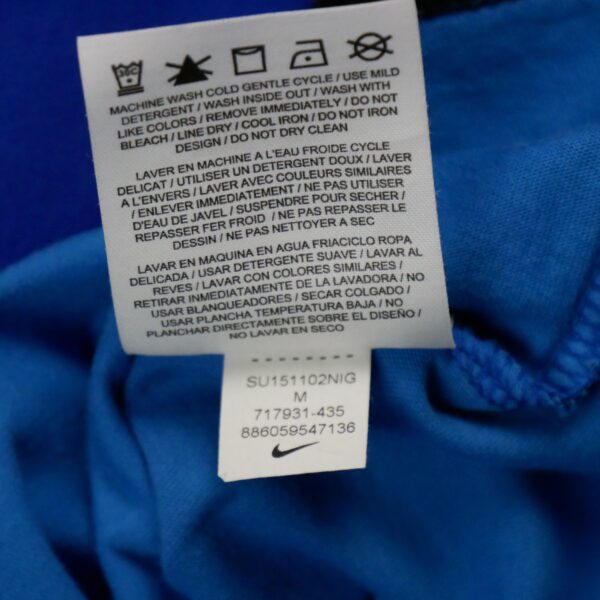 MACHINE WASH COLD GENTLE CYCLE / USE MILD
DETERGENT / WASH INSIDE OUT / WASH WITH
LIKE COLORS / REMOVE IMMEDIATELY / DO NOT
BLEACH / LINE DRY / COOL IRON / DO NOT IRON
DESIGN / DO NOT DRY CLEAN
LAVER EN MACHINE A L'EAU FROIDE CYCLE
DELICAT / UTILISER UN DETERGENT DOUX / LAVER
A L'ENVERS / LAVER AVEC COULEURS SIMILAIRES
/ ENLEVER IMMEDIATEMENT / NE PAS UTILISER
D'EAU DE JAVEL / SUSPENDRE POUR SECHER /
REPASSER FER FROID / NE PAS REPASSER LE
DESSIN / NE PAS NETTOYER A SEC
LAVAR EN MAQUINA EN AGUA FRIACICLO ROPA
DELICADA / USAR DETERGENTE SUAVE / LAVAR AL
REVES / LAVAR CON COLORES SIMILARES /
RETIRAR INMEDIATAMENTE DE LA LAVADORA / NO
USAR BLANQUEADORES / SECAR COLGADO /
USAR PLANCHA TEMPERATURA BAJA / NO
PLANCHAR DIRECTAMENTE SOBRE EL DISEÑO /
NO LAVAR EN SECO
SU151102NIG
M
717931-435
886059547136